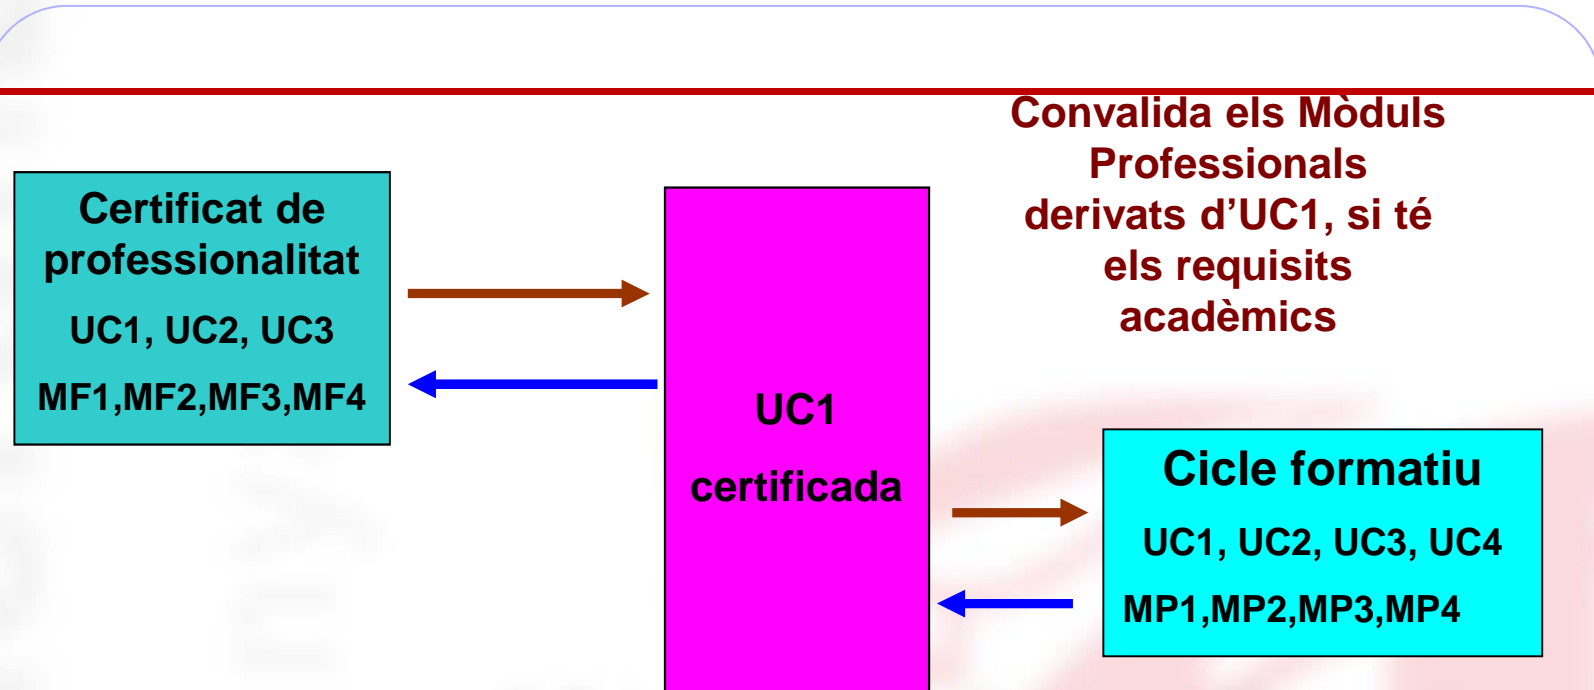 Convalida els Mòduls
Professionals
derivats d’UC1, si té
els requisits
acadèmics
Certificat de
professionalitat
UC1, UC2, UC3
MF1,MF2,MF3,MF4
UC1
certificada
Cicle formatiu
UC1, UC2, UC3, UC4
MP1,MP2,MP3,MP4